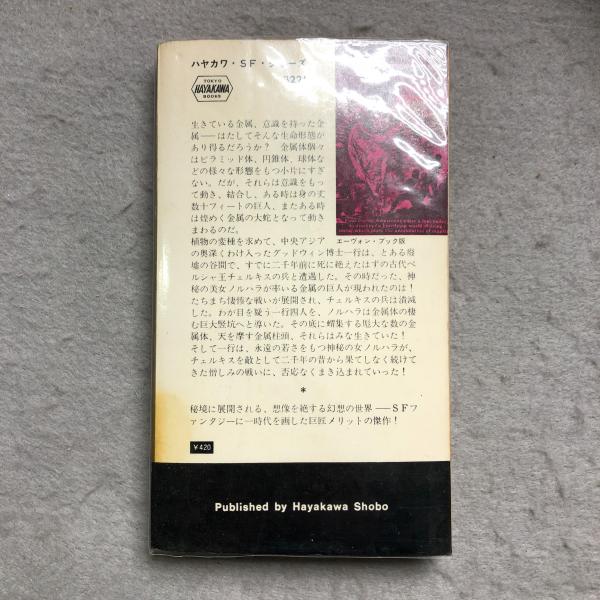 ハヤカワ・SF・シリーズ
TOKYO
HAYAKAWA
BOOKS
生きている金属、意識を持った金
属――はたしてそんな生命形態が
あり得るだろうか？　金属体個々
はピラミッド体、円錐体、球体な
どの様々な形態をもつ小片にすぎ
ない。だが、それらは意識をもっ
て動き、結合し、ある時は身の丈
数十フィートの巨人、またある時
は煌めく金属の大蛇となって動き
まわるのだ。
エーヴォン・ブック版
植物の変種を求めて、中央アジア
の奥深くわけ入ったグッドウィン博士一行は、とある廃
墟の谷間で、すでに二千年前に死に絶えたはずの古代ペ
ルシャ王チェルキスの兵と遭遇した。その時だった、神
秘の美女ノルハラが率いる金属の巨人が現われたのは！
たちまち凄惨な戦いが展開され、チェルキスの兵は潰滅
した。わが目を疑う一行四人を、ノルハラは金属体の棲
む巨大竪坑へと導いた。その底に蝟集する厖大な数の金
属体、天を摩す金属柱頭、それらはみな生きていた！
そして一行は、永遠の若さをもつ神秘の女ノルハラが、
チェルキスを敵として二千年の昔から果てしなく続けて
きた憎しみの戦いに、否応なくまき込まれていった！
＊
秘境に展開される、想像を絶する幻想の世界――SFフ
ァンタジーに一時代を画した巨匠メリットの傑作！
¥420
Published by Hayakawa Shobo